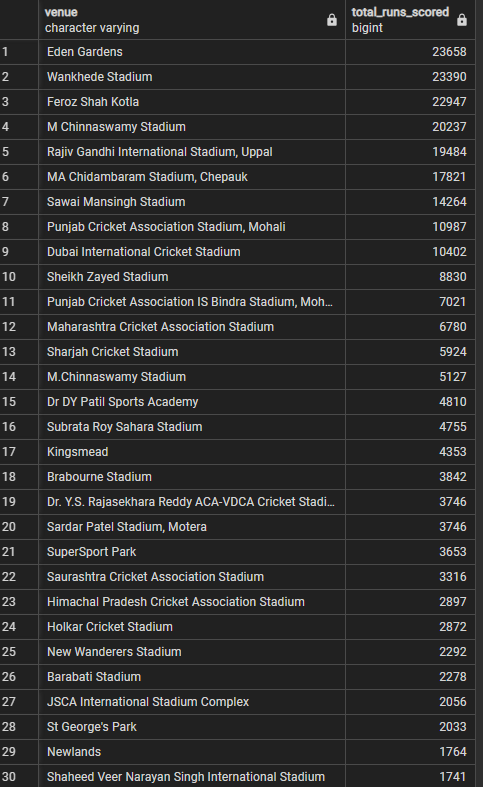 venue total_runs_scored
character varying bigint
1 Eden Gardens 23658
2 Wankhede Stadium 23390
3 Feroz Shah Kotla 22947
4 M Chinnaswamy Stadium 20237
5 Rajiv Gandhi International Stadium, Uppal 19484
6 MA Chidambaram Stadium, Chepauk 17821
7 Sawai Mansingh Stadium 14264
8 Punjab Cricket Association Stadium, Mohali 10987
9 Dubai International Cricket Stadium 10402
10 Sheikh Zayed Stadium 8830
11 Punjab Cricket Association IS Bindra Stadium, Moh... 7021
12 Maharashtra Cricket Association Stadium 6780
13 Sharjah Cricket Stadium 5924
14 M.Chinnaswamy Stadium 5127
15 Dr DY Patil Sports Academy 4810
16 Subrata Roy Sahara Stadium 4755
17 Kingsmead 4353
18 Brabourne Stadium 3842
19 Dr. Y.S. Rajasekhara Reddy ACA-VDCA Cricket Stadi... 3746
20 Sardar Patel Stadium, Motera 3746
21 SuperSport Park 3653
22 Saurashtra Cricket Association Stadium 3316
23 Himachal Pradesh Cricket Association Stadium 2897
24 Holkar Cricket Stadium 2872
25 New Wanderers Stadium 2292
26 Barabati Stadium 2278
27 JSCA International Stadium Complex 2056
28 St George's Park 2033
29 Newlands 1764
30 Shaheed Veer Narayan Singh International Stadium 1741